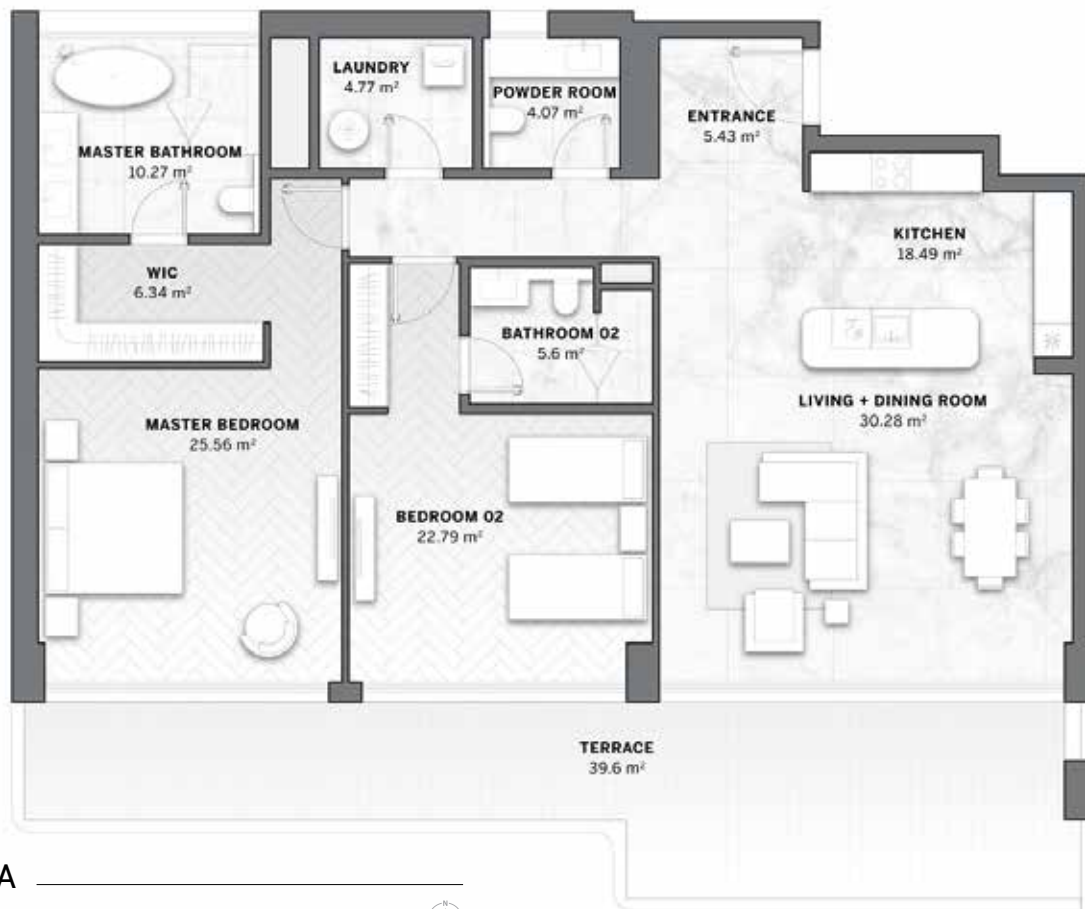 LAUNDRY
4.77 m²
POWDER ROOM
4.07 m²
ENTRANCE
5.43 m²
MASTER BATHROOM
10.27 m²
KITCHEN
18.49 m²
WIC
6.34 m²
BATHROOM 02
5.6 m²
LIVING + DINING ROOM
30.28 m²
MASTER BEDROOM
25.56 m²
BEDROOM 02
22.79 m²
TERRACE
39.6 m²
A
N